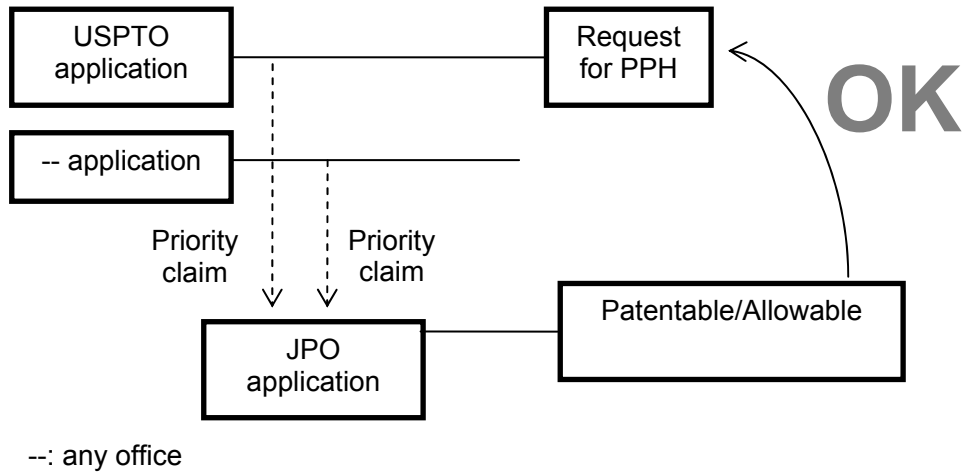 USPTO
application
Request
for PPH
OK
-- application
Priority
claim
Priority
claim
Patentable/Allowable
JPO
application
--: any office